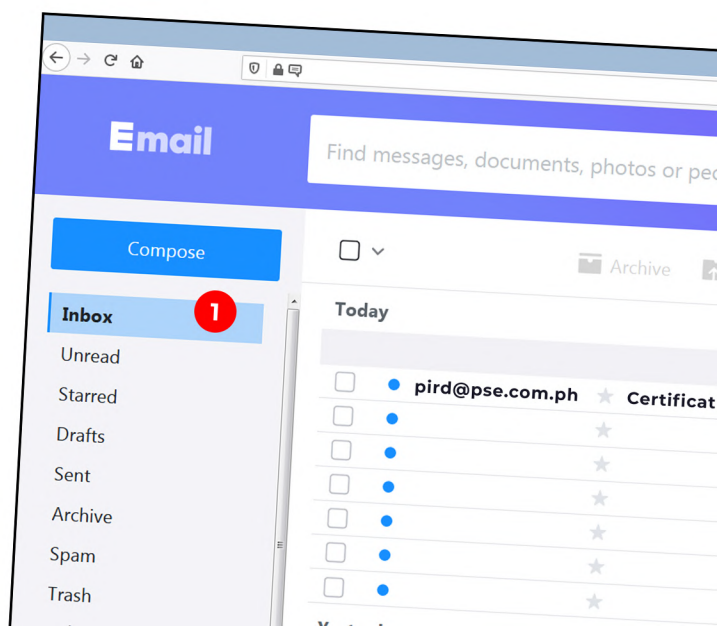 Email
Find messages, documents, photos or peo
Compose
Archive
Inbox 1
Today
Unread
pird@pse.com.ph Certificat
Starred
Drafts
Sent
Archive
Spam
Trash